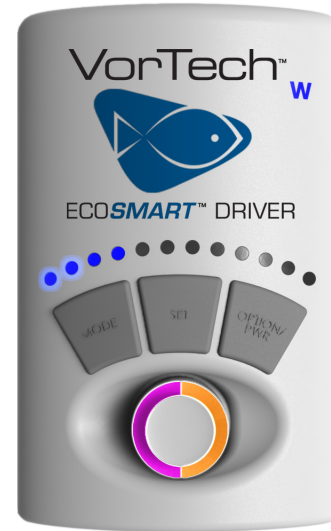 VorTech™
W
ECOSMART™ DRIVER
MODE
SET
OPTION/
PWR